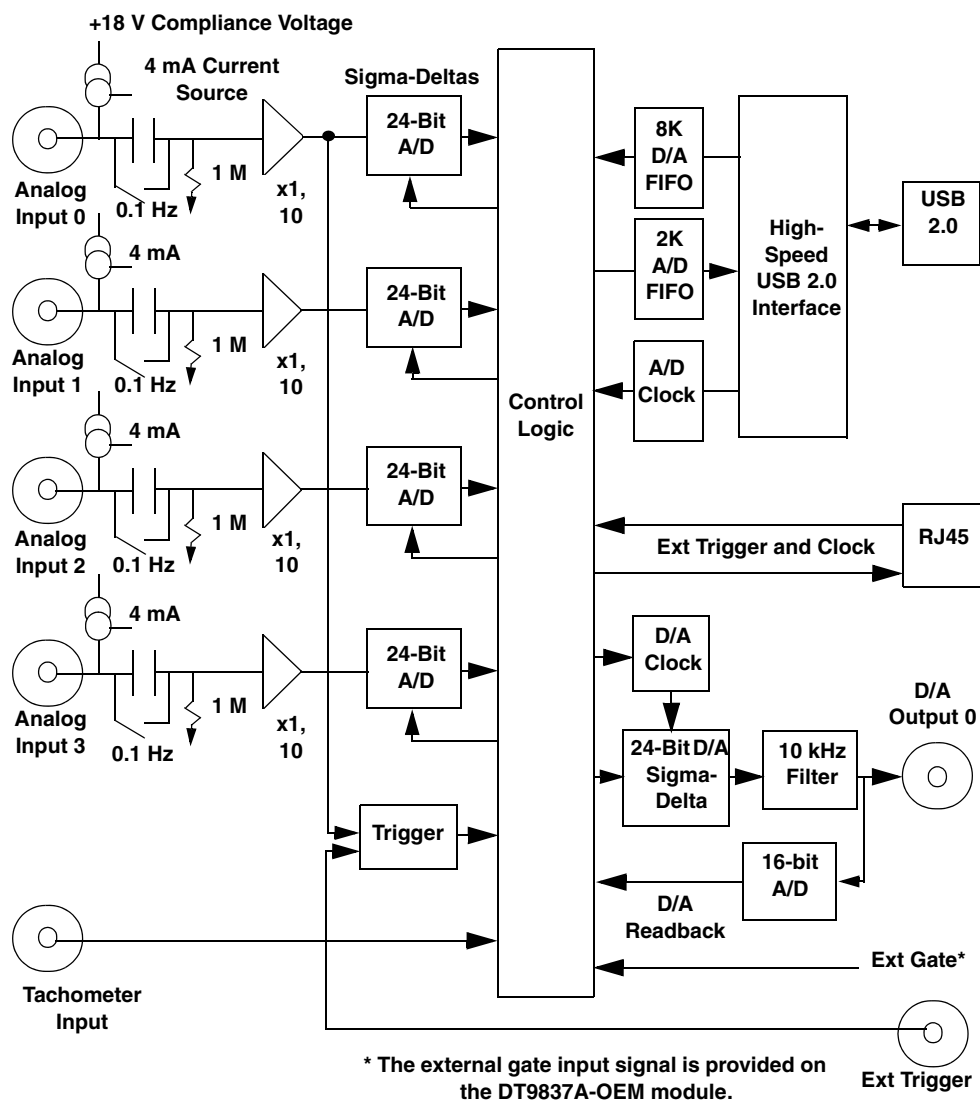 +18 V Compliance Voltage
4 mA Current
Source
Sigma-Deltas
24-Bit
A/D
1 M
x1,
10
Analog
Input 0
0.1 Hz
4 mA
24-Bit
A/D
1 M
x1,
10
Analog
Input 1
0.1 Hz
4 mA
24-Bit
A/D
1 M
x1,
10
Analog
Input 2
0.1 Hz
4 mA
24-Bit
A/D
1 M
x1,
10
Analog
Input 3
0.1 Hz
Trigger
Tachometer
Input
Control
Logic
8K
D/A
FIFO
2K
A/D
FIFO
A/D
Clock
High-
Speed
USB 2.0
Interface
USB
2.0
RJ45
Ext Trigger and Clock
D/A
Clock
24-Bit D/A
Sigma-
Delta
10 kHz
Filter
D/A
Output 0
16-bit
A/D
D/A
Readback
Ext Gate*
Ext Trigger
* The external gate input signal is provided on
the DT9837A-OEM module.